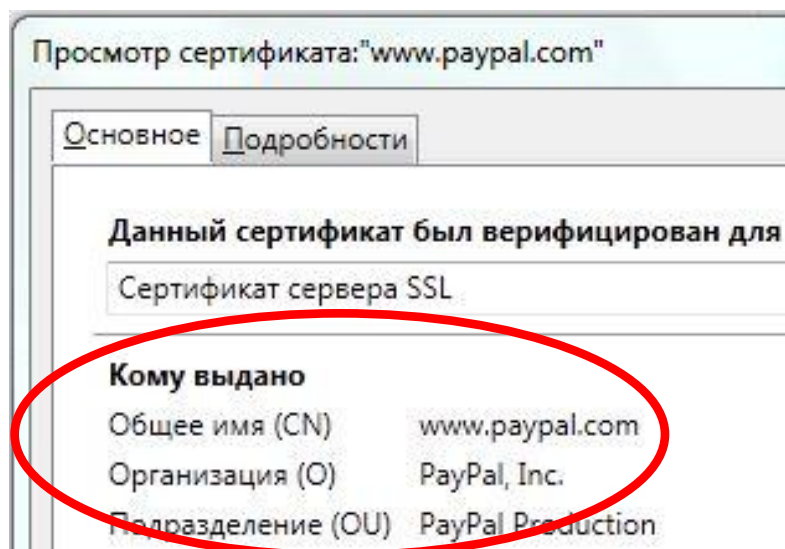 Просмотр сертификата:"www.paypal.com"
Основное Подробности
Данный сертификат был верифицирован для
Сертификат сервера SSL
Кому выдано
Общее имя (CN) www.paypal.com
Организация (O) PayPal, Inc.
Подразделение (OU) PayPal Production